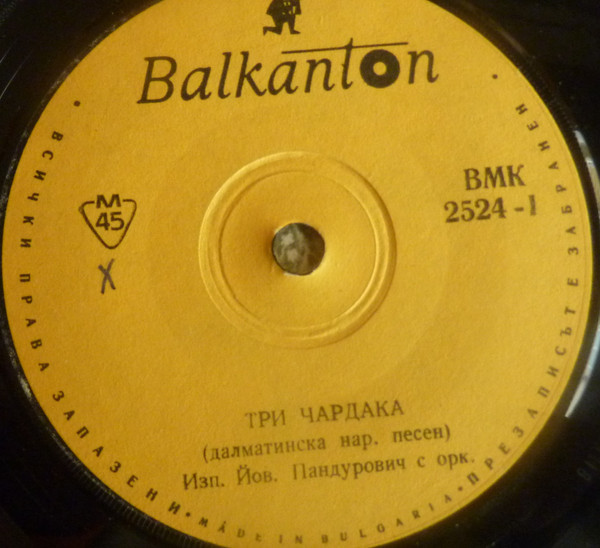 Balkanton
М
45
ВМК
2524-I
X
ТРИ ЧАРДАКА
(далматинска нар. песен)
Изп. Йов. Пандурович с орк.
• ВСИЧКИ ПРАВА ЗАПАЗЕНИ • MADE IN BULGARIA • ПРЕЗАПИСЪТ Е ЗАБРАНЕН •